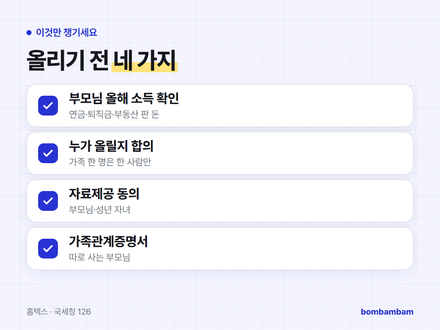 이것만 챙기세요
올리기 전 네 가지
부모님 올해 소득 확인
연금·퇴직금·부동산 판 돈
누가 올릴지 합의
가족 한 명은 한 사람만
자료제공 동의
부모님·성년 자녀
가족관계증명서
따로 사는 부모님
홈택스 · 국세청 126
bombambam